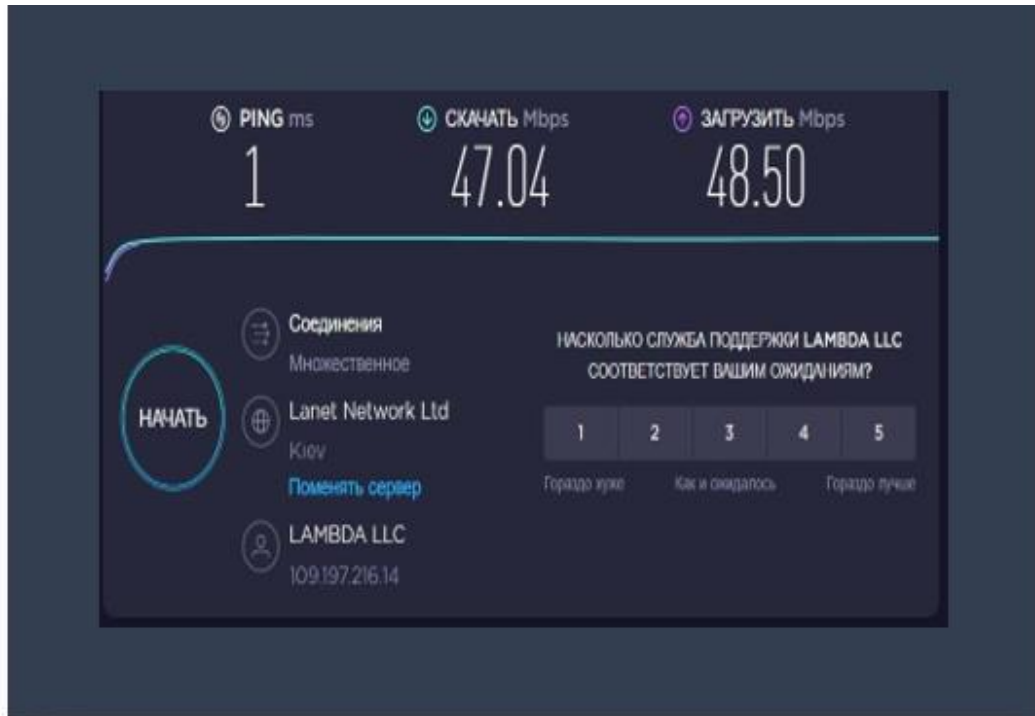 PING ms
СКАЧАТЬ Mbps
ЗАГРУЗИТЬ Mbps
1
47.04
48.50
Соединения
Множественное
Lanet Network Ltd
Kiev
Поменять сервер
LAMBDA LLC
109.197.216.14
НАЧАТЬ
НАСКОЛЬКО СЛУЖБА ПОДДЕРЖКИ LAMBDA LLC
СООТВЕТСТВУЕТ ВАШИМ ОЖИДАНИЯМ?
1 2 3 4 5
Гораздо хуже
Как и ожидалось
Гораздо лучше